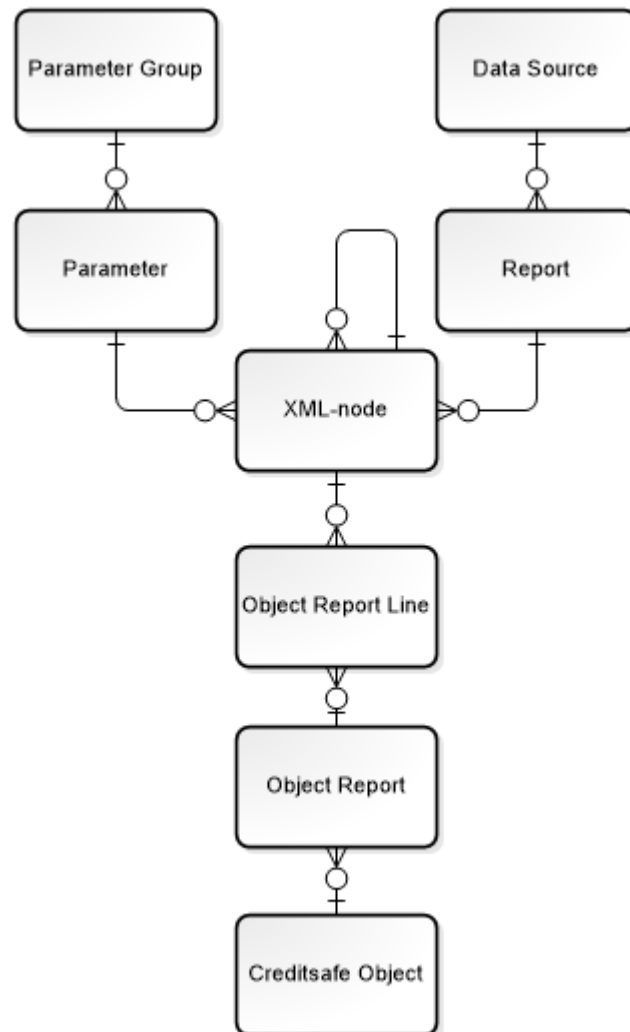 Parameter Group
Data Source
Parameter
Report
XML-node
Object Report Line
Object Report
Creditsafe Object